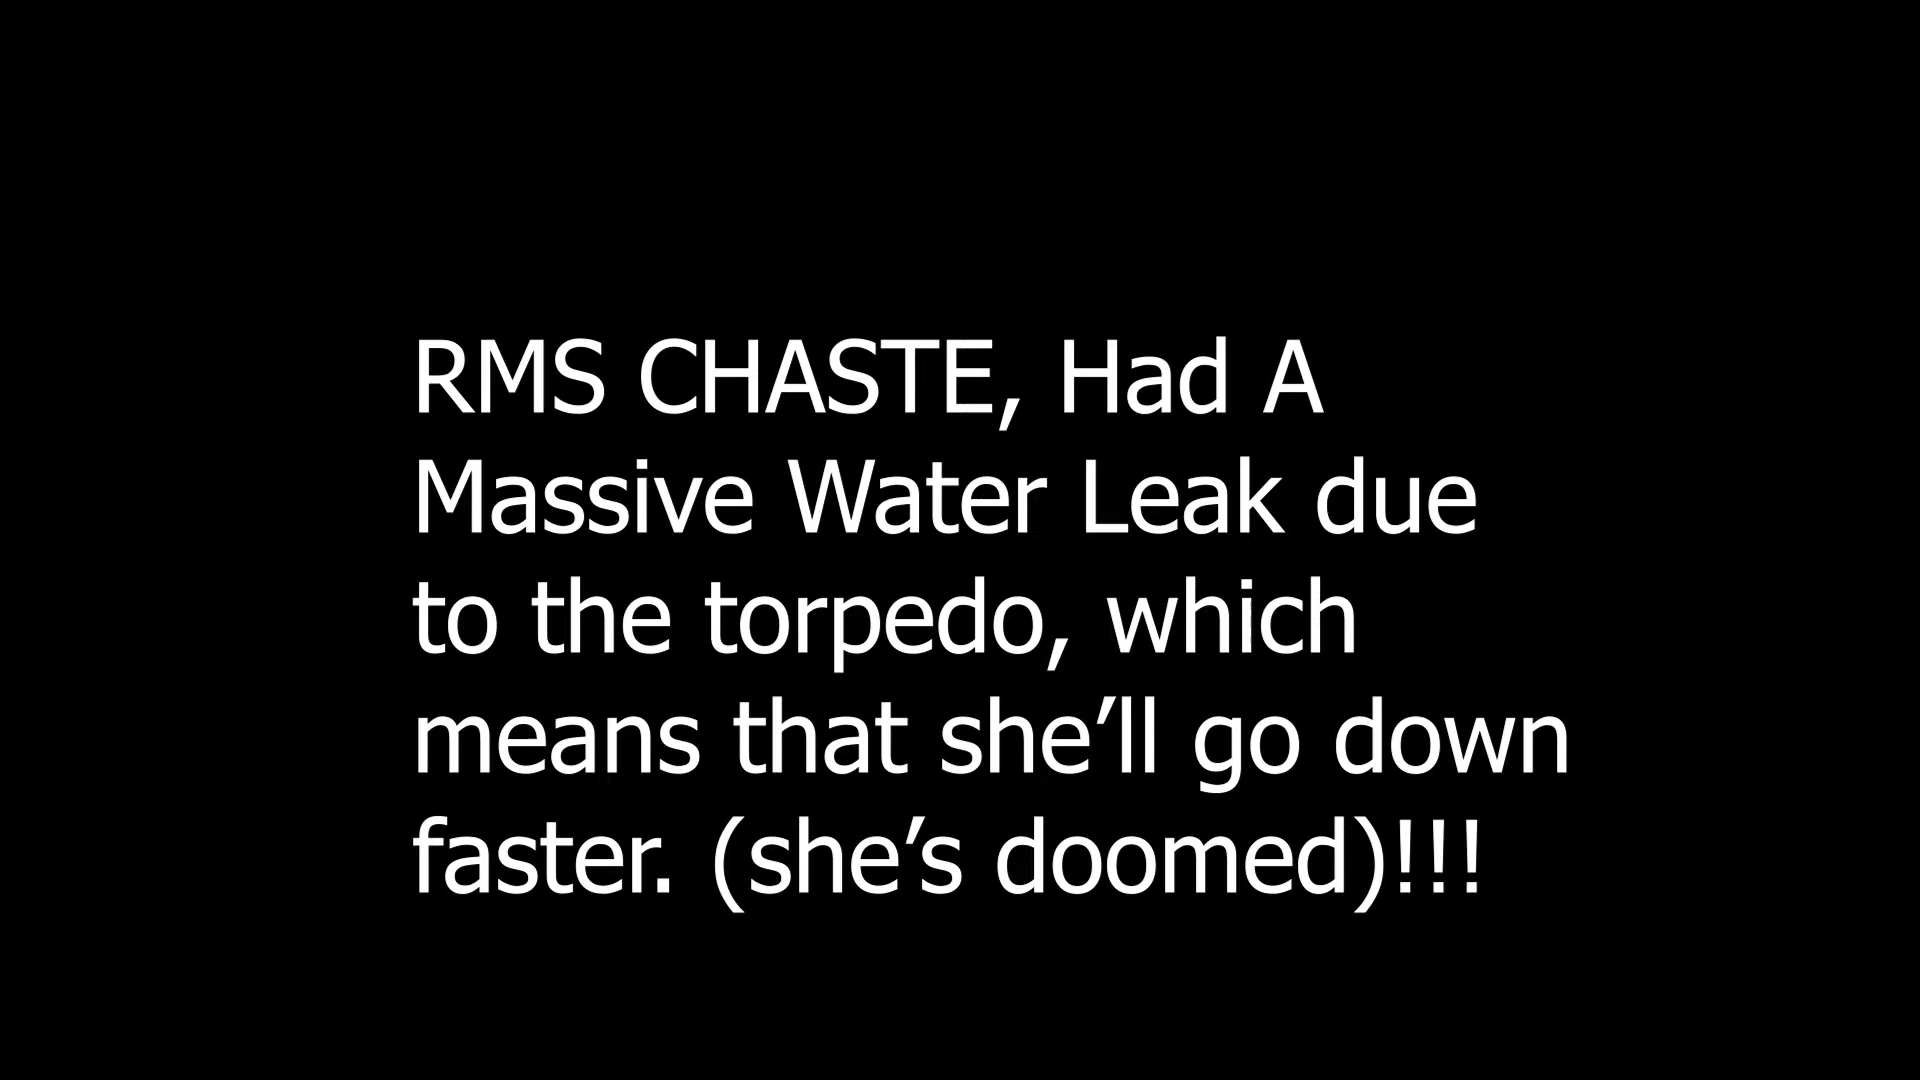 RMS CHASTE, Had A
Massive Water Leak due
to the torpedo, which
means that she’ll go down
faster. (she’s doomed)!!!